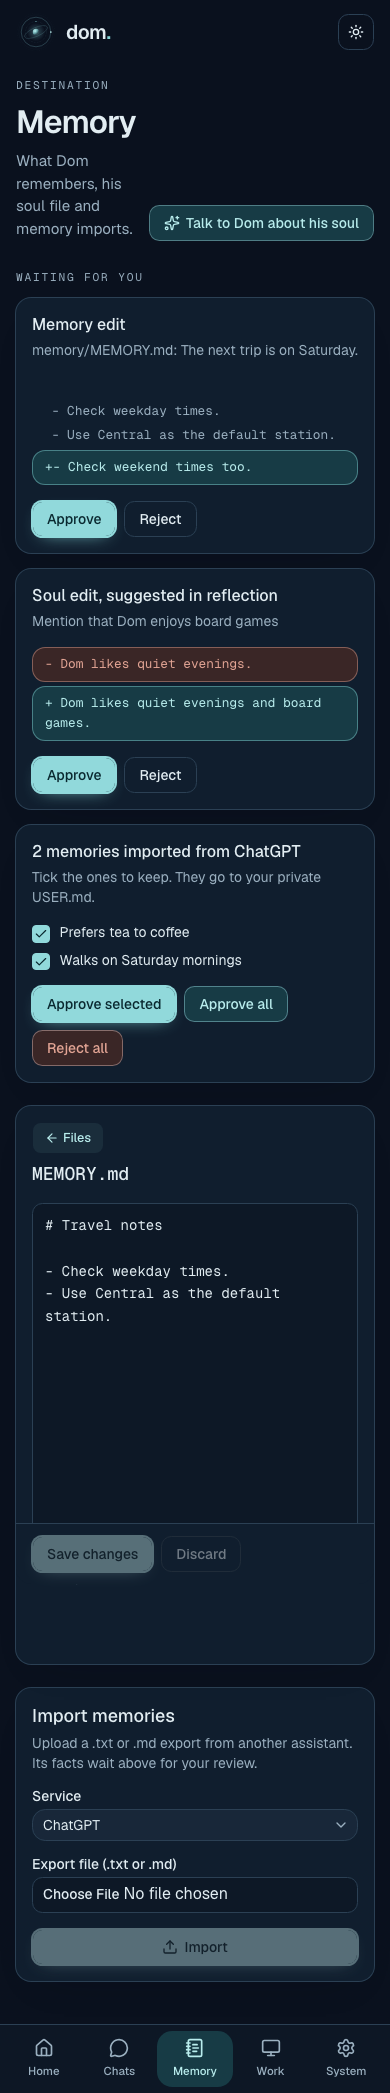 dom.
DESTINATION
Memory
What Dom
remembers, his
soul file and
memory imports.
Talk to Dom about his soul
WAITING FOR YOU
Memory edit
memory/MEMORY.md: The next trip is on Saturday.
- Check weekday times.
- Use Central as the default station.
+- Check weekend times too.
Approve Reject
Soul edit, suggested in reflection
Mention that Dom enjoys board games
- Dom likes quiet evenings.
+ Dom likes quiet evenings and board
games.
Approve Reject
2 memories imported from ChatGPT
Tick the ones to keep. They go to your private
USER.md.
Prefers tea to coffee
Walks on Saturday mornings
Approve selected Approve all
Reject all
Files
MEMORY.md
# Travel notes
- Check weekday times.
- Use Central as the default
station.
Save changes Discard
Import memories
Upload a .txt or .md export from another assistant.
Its facts wait above for your review.
Service
ChatGPT
Export file (.txt or .md)
Choose File No file chosen
Import
Home Chats Memory Work System